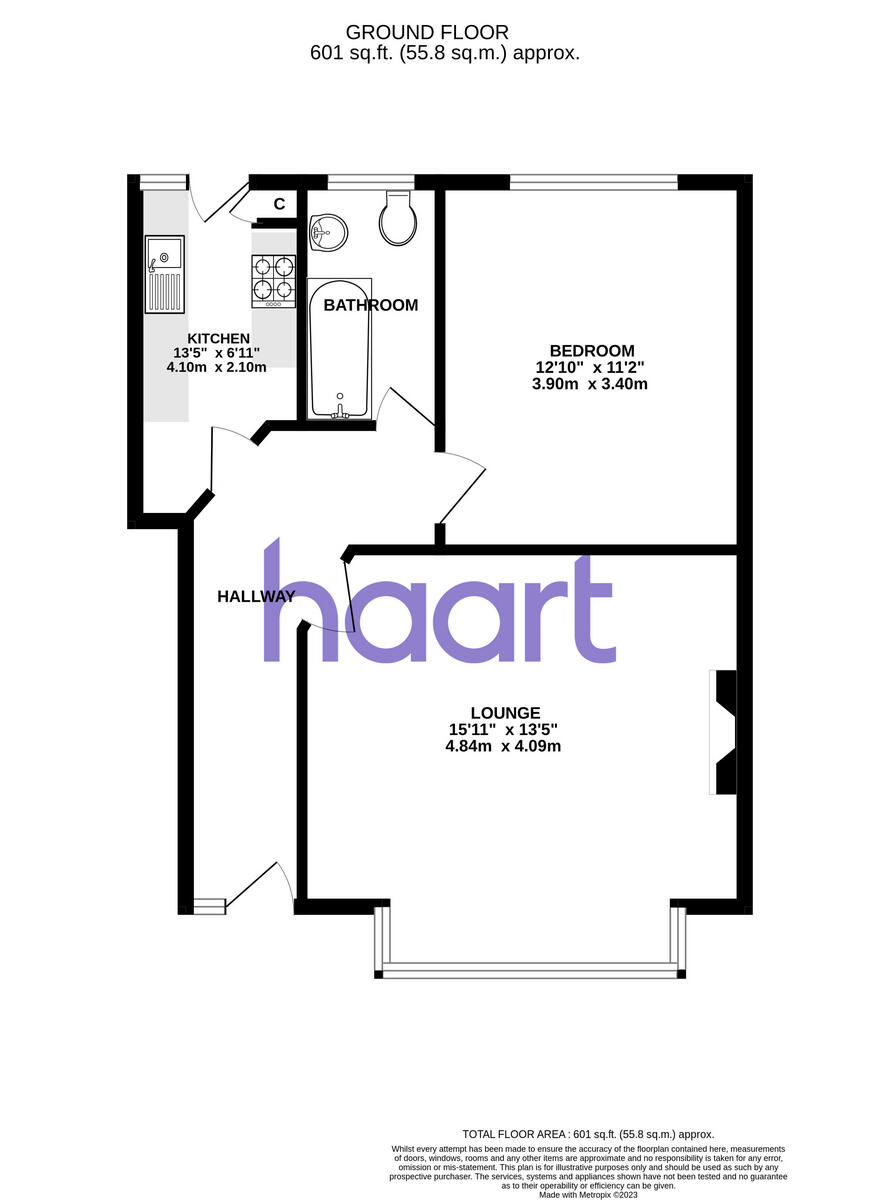 GROUND FLOOR
601 sq.ft. (55.8 sq.m.) approx.
C
BATHROOM
KITCHEN
13'5" x 6'11"
4.10m x 2.10m
BEDROOM
12'10" x 11'2"
3.90m x 3.40m
HALLWAY
haart
LOUNGE
15'11" x 13'5"
4.84m x 4.09m
TOTAL FLOOR AREA : 601 sq.ft. (55.8 sq.m.) approx.
Whilst every attempt has been made to ensure the accuracy of the floorplan contained here, measurements
of doors, windows, rooms and any other items are approximate and no responsibility is taken for any error,
omission or mis-statement. This plan is for illustrative purposes only and should be used as such by any
prospective purchaser. The services, systems and appliances shown have not been tested and no guarantee
as to their operability or efficiency can be given.
Made with Metropix ©2023